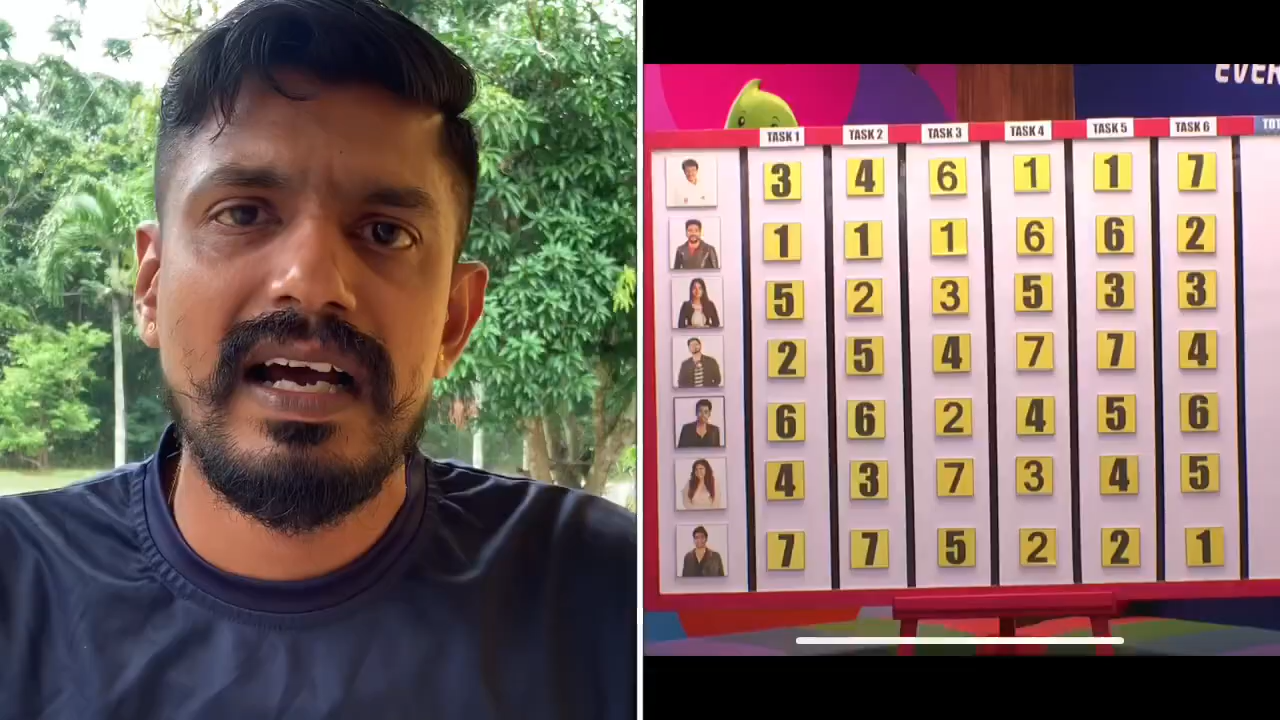 EVER
TASK 1 TASK 2 TASK 3 TASK 4 TASK 5 TASK 6 TOT
3 4 6 1 1 7
1 1 1 6 6 2
5 2 3 5 3 3
2 5 4 7 7 4
6 6 2 4 5 6
4 3 7 3 4 5
7 7 5 2 2 1